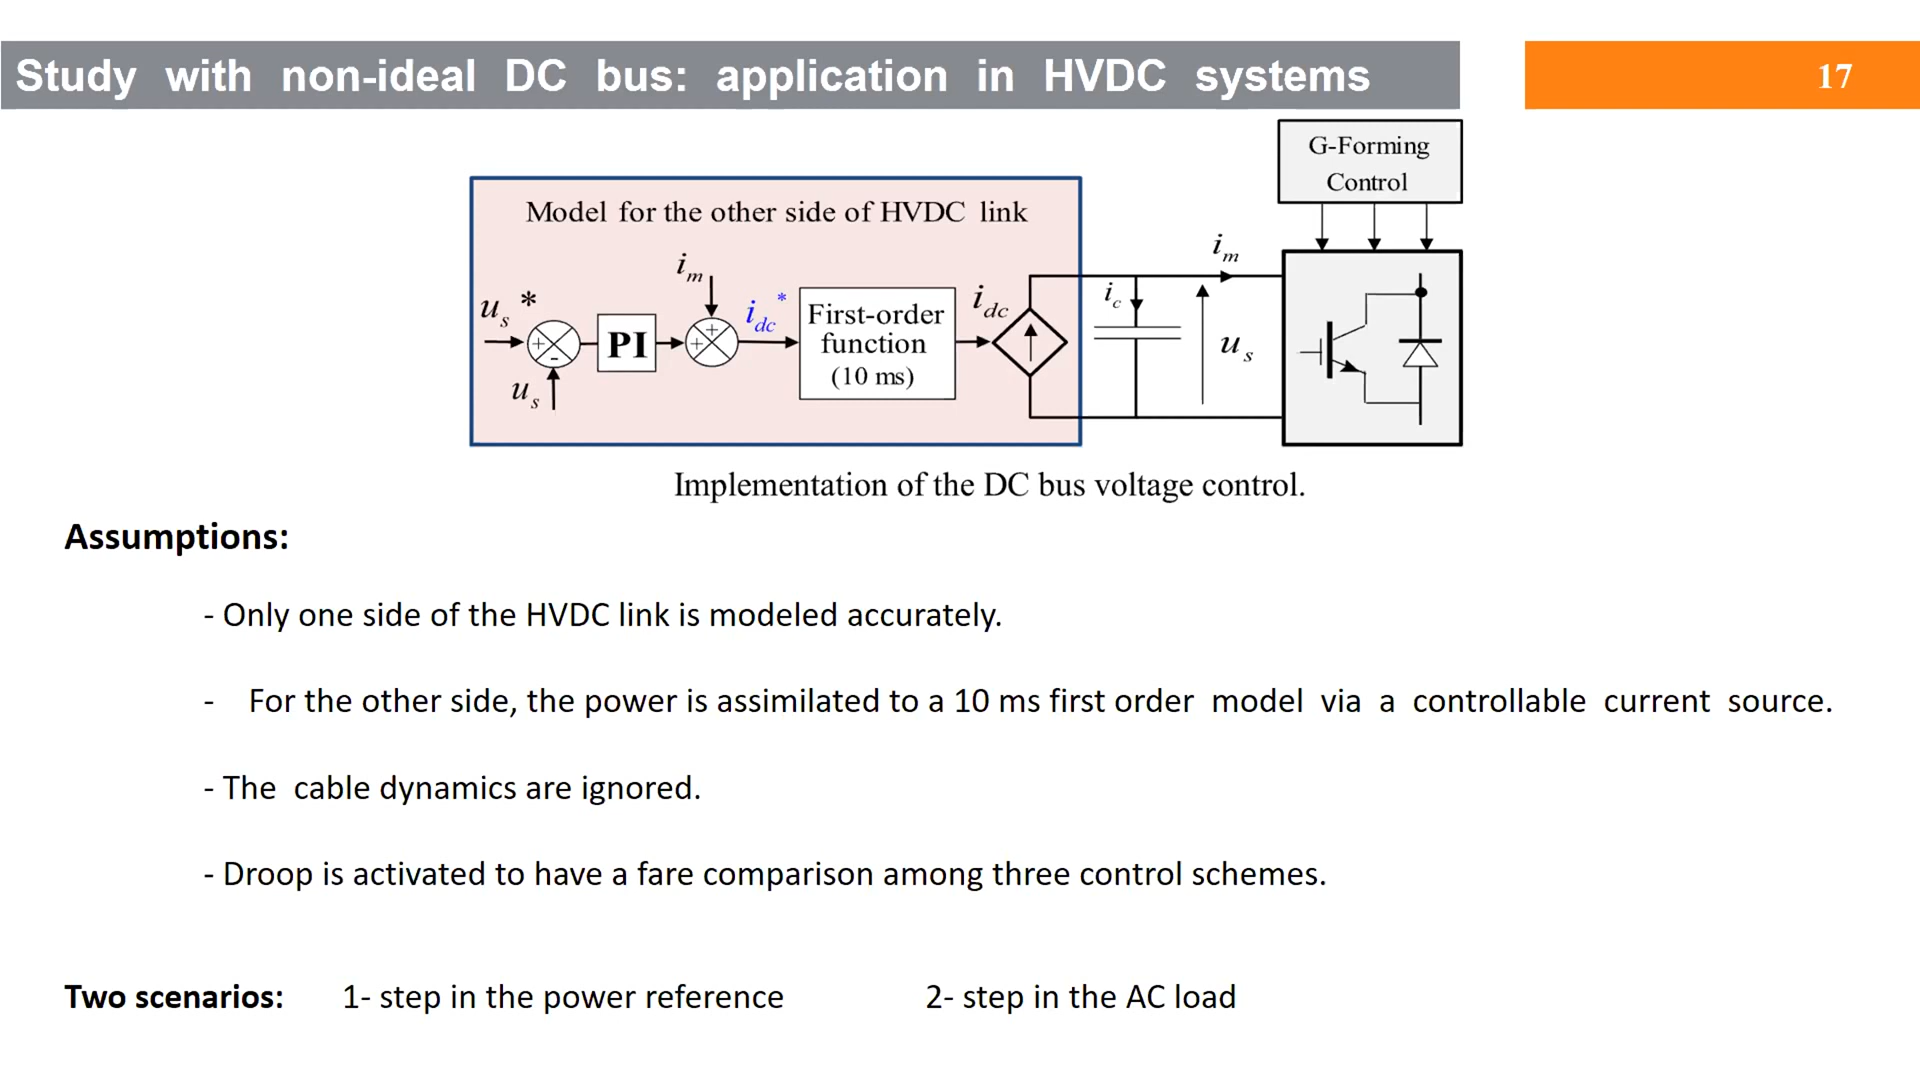 Study with non-ideal DC bus: application in HVDC systems
17
G-Forming
Control
Model for the other side of HVDC link
i_m
u_s*
u_s
+
-
PI
i_m
+
+
i_dc*
First-order
function
(10 ms)
i_dc
i_c
u_s
Implementation of the DC bus voltage control.
Assumptions:
- Only one side of the HVDC link is modeled accurately.
- For the other side, the power is assimilated to a 10 ms first order model via a controllable current source.
- The cable dynamics are ignored.
- Droop is activated to have a fare comparison among three control schemes.
Two scenarios: 1- step in the power reference 2- step in the AC load